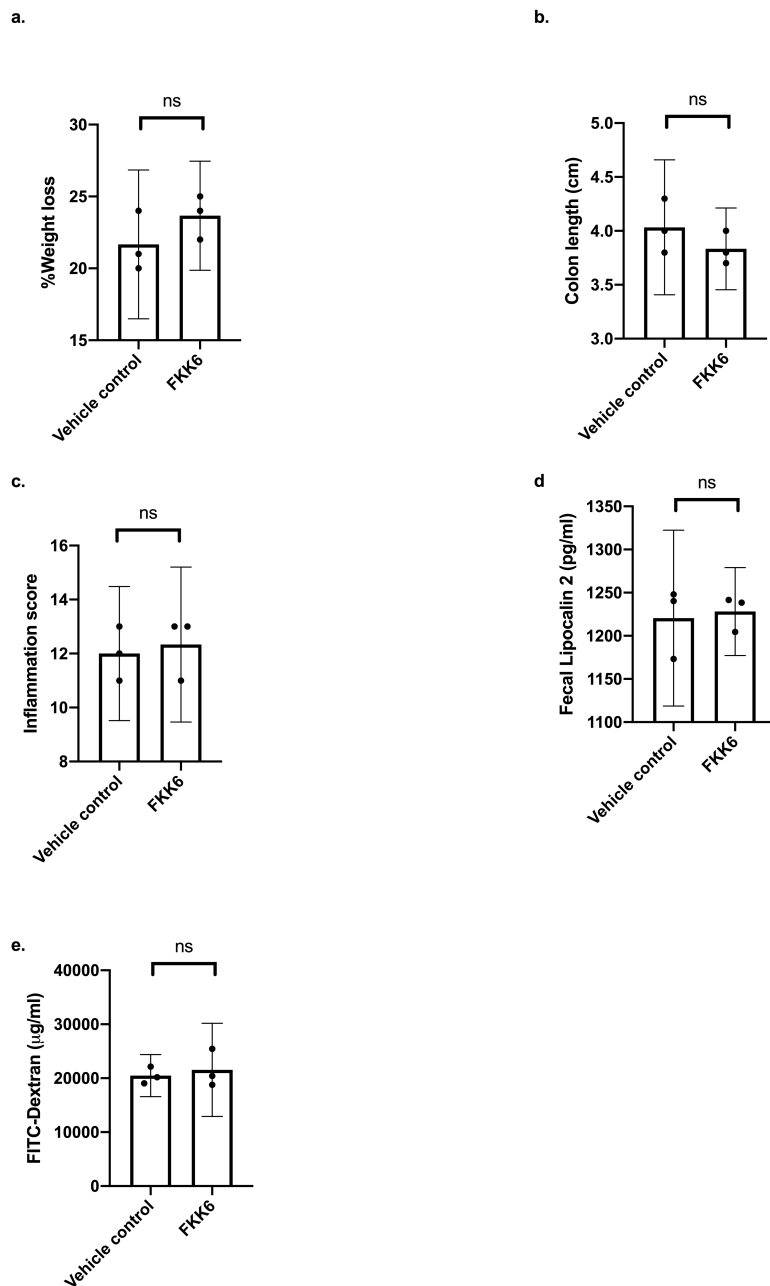 a.
ns
30
25
20
15
%Weight loss
Vehicle control
FKK6
b.
ns
5.0
4.5
4.0
3.5
3.0
Colon length (cm)
Vehicle control
FKK6
c.
ns
16
14
12
10
8
Inflammation score
Vehicle control
FKK6
d
ns
1350
1300
1250
1200
1150
1100
Fecal Lipocalin 2 (pg/ml)
Vehicle control
FKK6
e.
ns
40000
30000
20000
10000
0
FITC-Dextran (μg/ml)
Vehicle control
FKK6